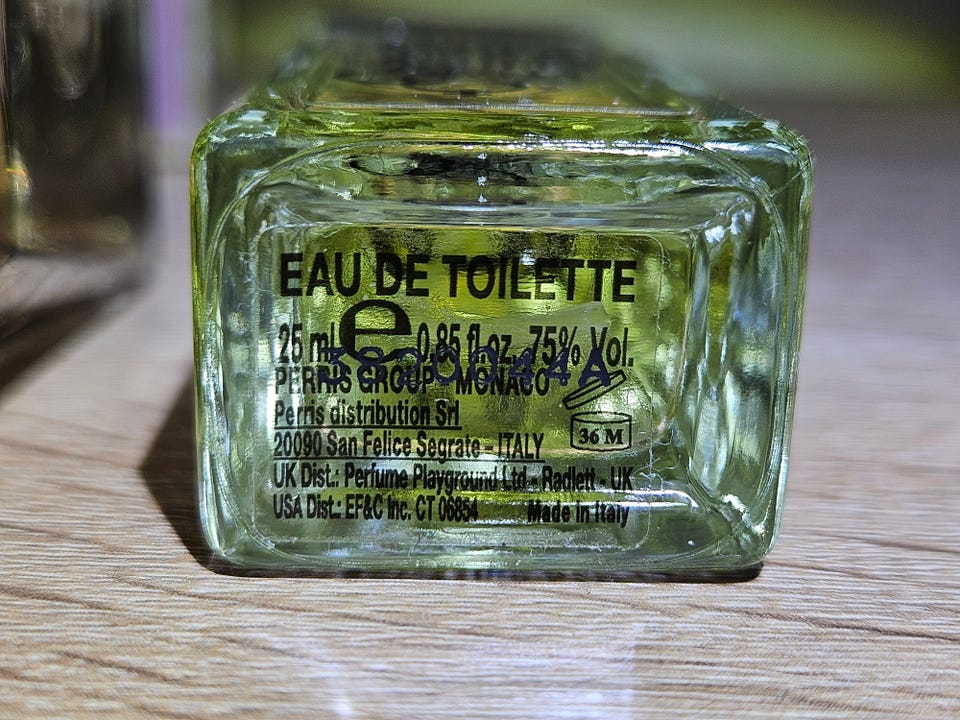 EAU DE TOILETTE
25 ml e 0.85 fl.oz. 75% Vol.
3820044A
PERRIS GROUP - MONACO
Perris distribution Srl
20090 San Felice Segrate - ITALY
36 M
UK Dist.: Perfume Playground Ltd - Radlett - UK
USA Dist.: EF&C Inc. CT 06854 Made in Italy